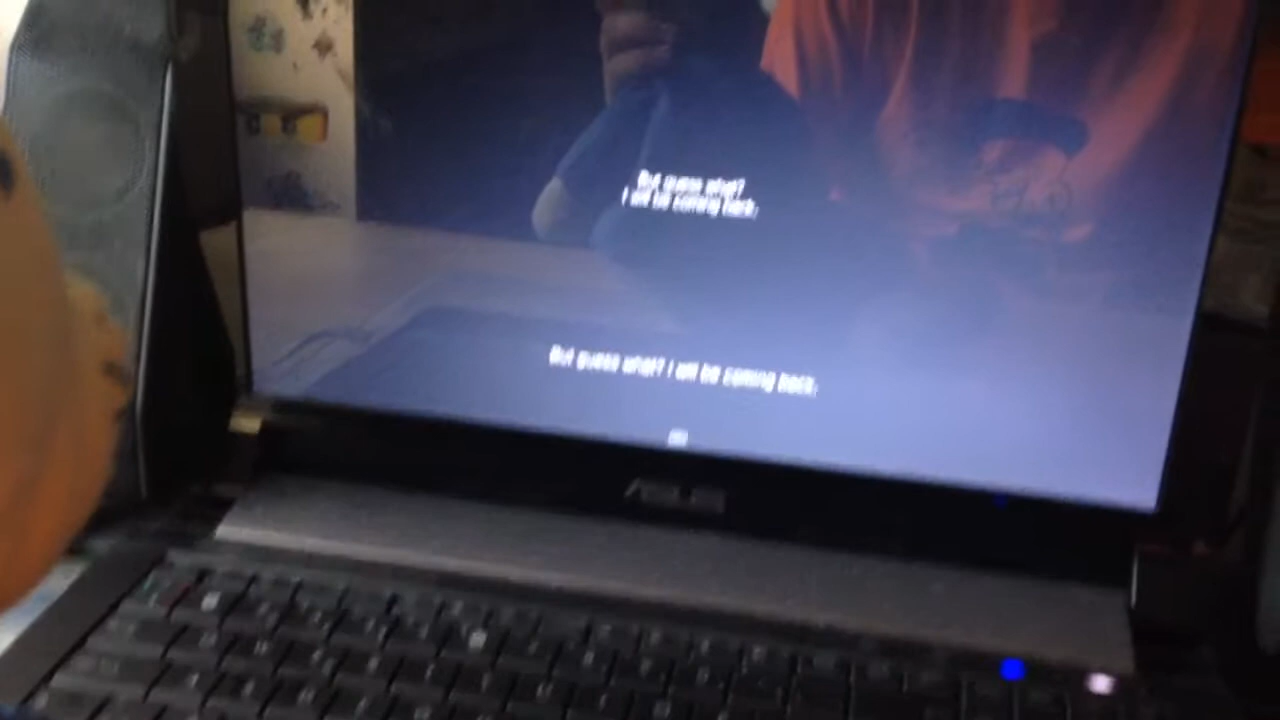 But guess what?
I will be coming back.
But guess what? I will be coming back.
ASUS